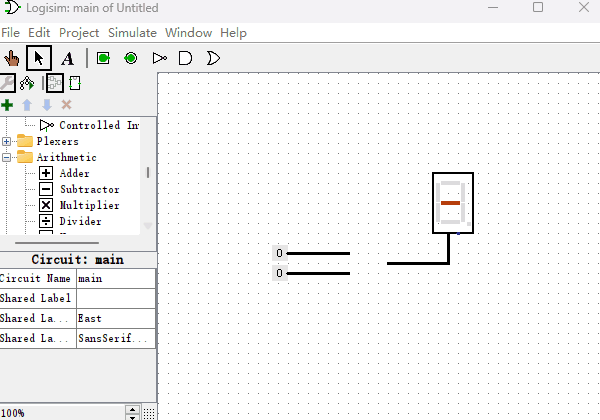 Logisim: main of Untitled
File Edit Project Simulate Window Help
A
Controlled In
Plexers
Arithmetic
Adder
Subtractor
Multiplier
Divider
Circuit: main
Circuit Name main
Shared Label
Shared La... East
Shared La... SansSerif...
0
0
100%